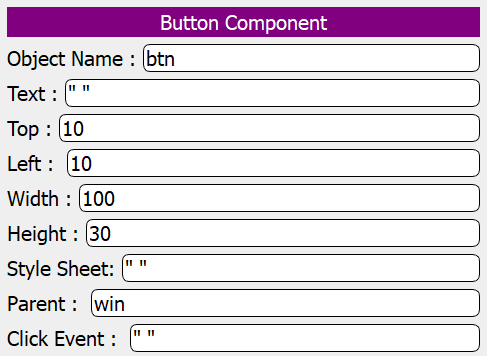 Button Component
Object Name : btn
Text : " "
Top : 10
Left : 10
Width : 100
Height : 30
Style Sheet: " "
Parent : win
Click Event : " "